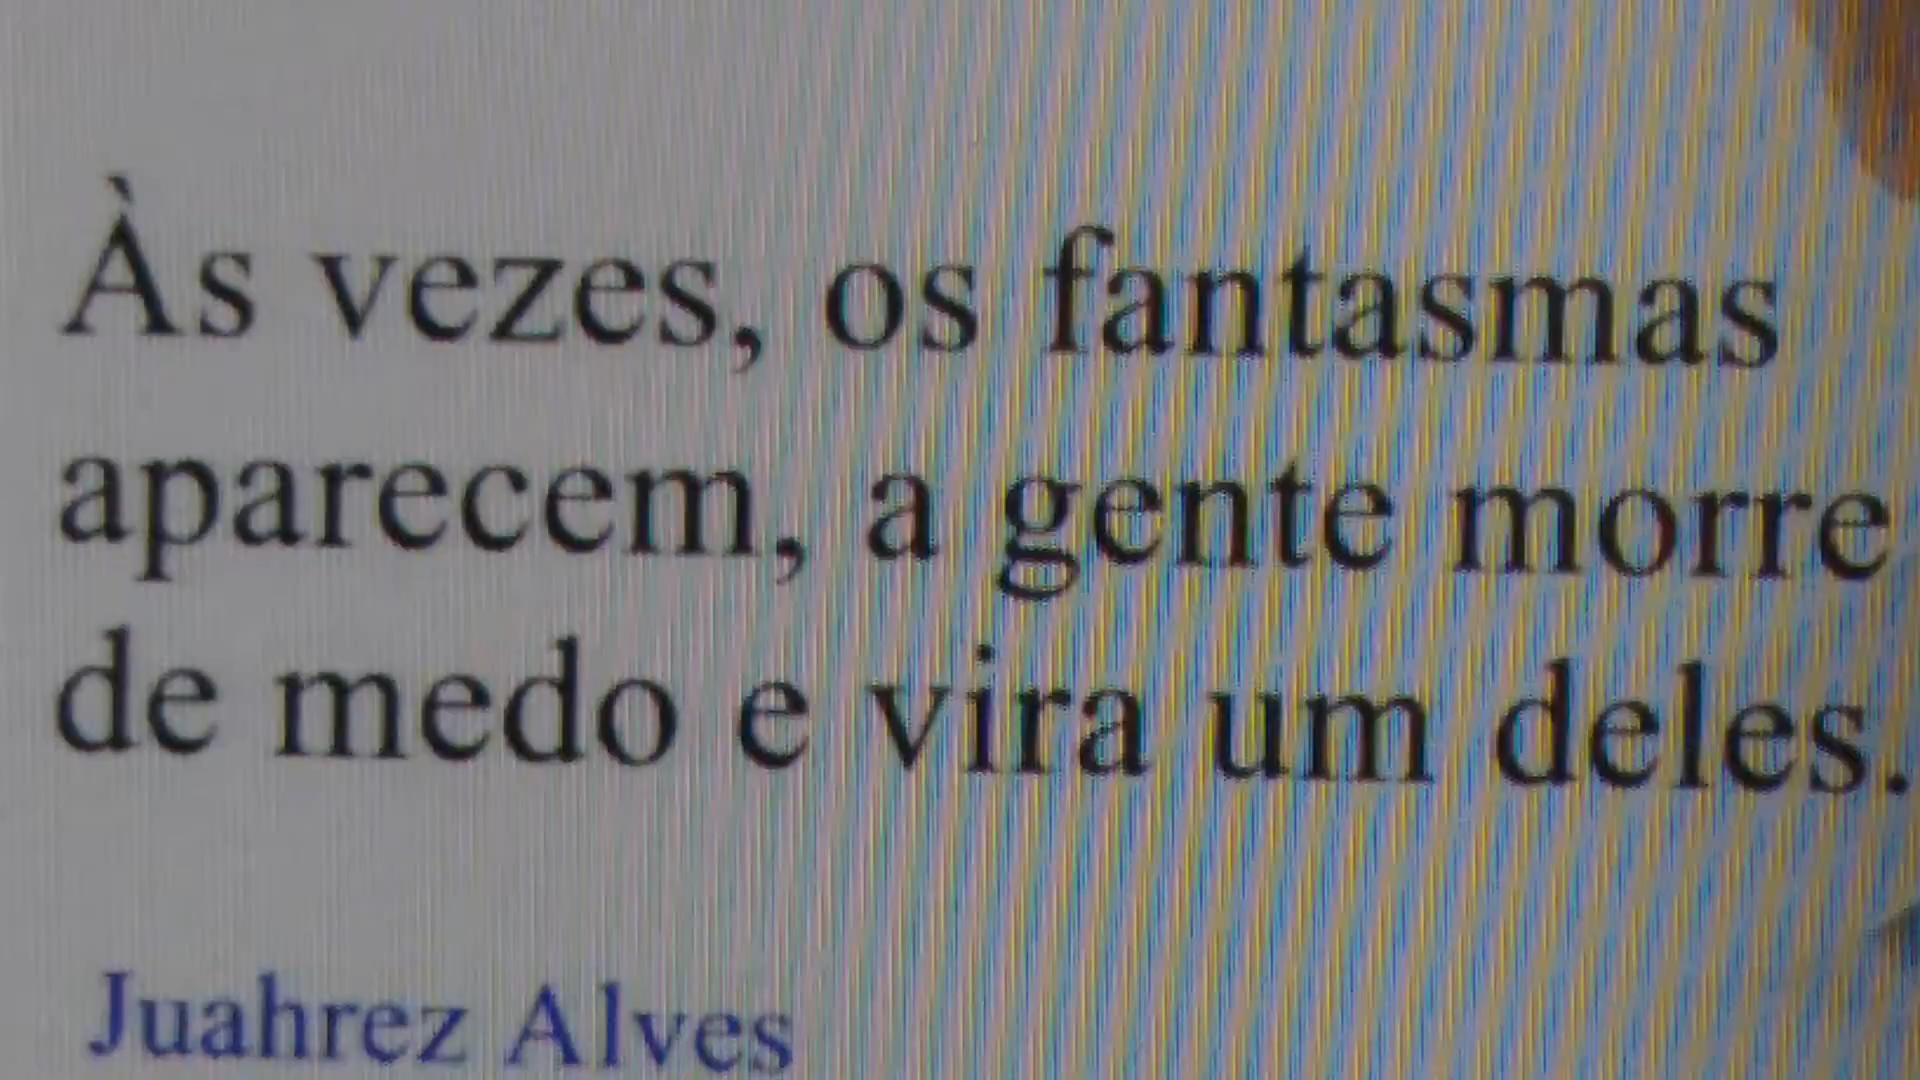 Às vezes, os fantasmas
aparecem, a gente morre
de medo e vira um deles.
Juahrez Alves